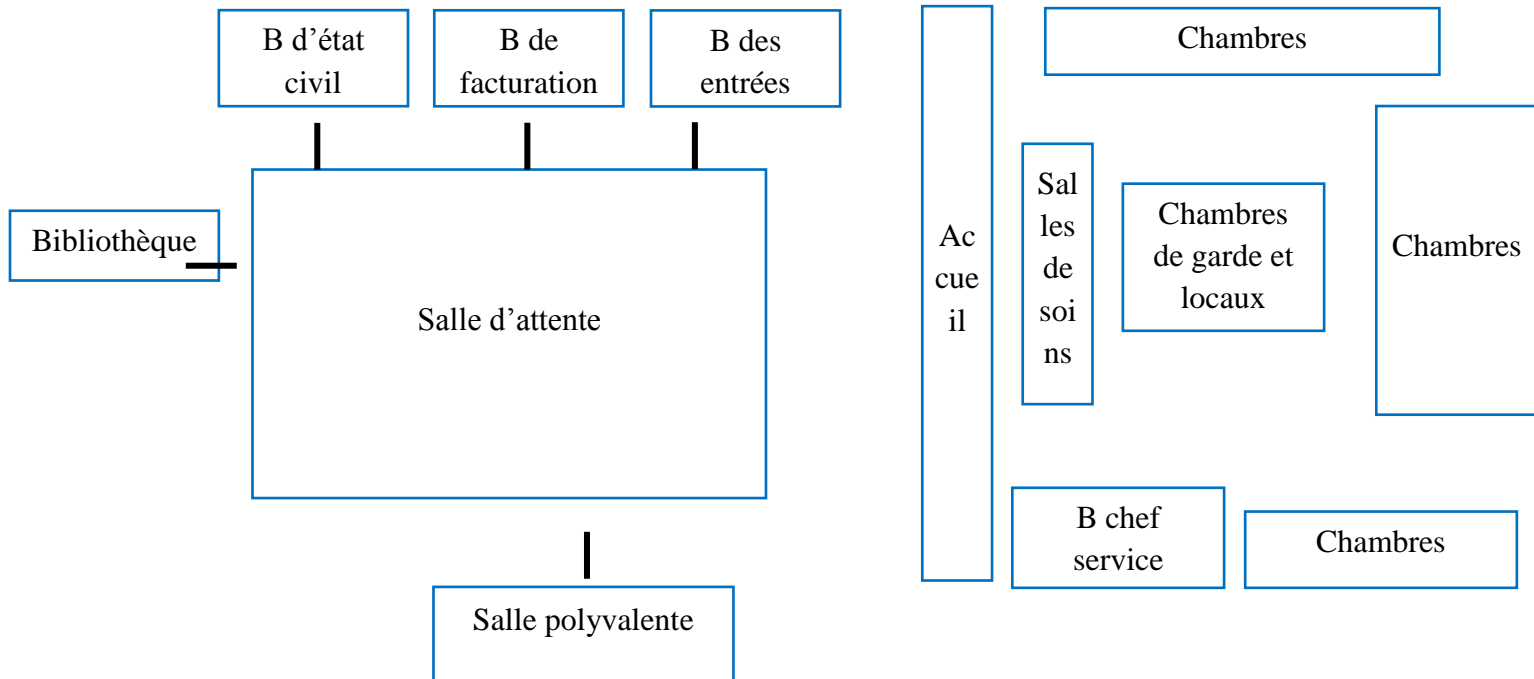 B d’état
civil
B de
facturation
B des
entrées
Bibliothèque
Salle d’attente
Salle polyvalente
Ac
cue
il
Chambres
Sal
les
de
soi
ns
Chambres
de garde et
locaux
Chambres
B chef
service
Chambres